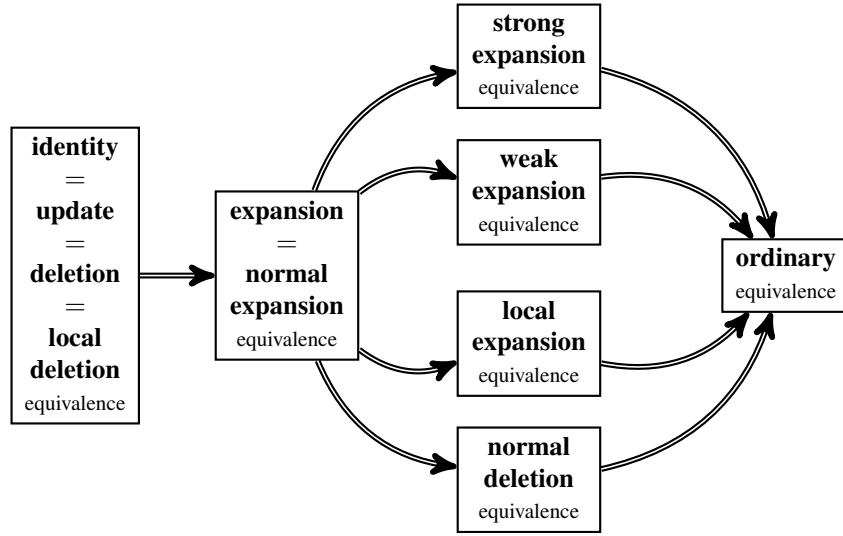 identity
=
update
=
deletion
=
local
deletion
equivalence
expansion
=
normal
expansion
equivalence
strong
expansion
equivalence
weak
expansion
equivalence
local
expansion
equivalence
normal
deletion
equivalence
ordinary
equivalence